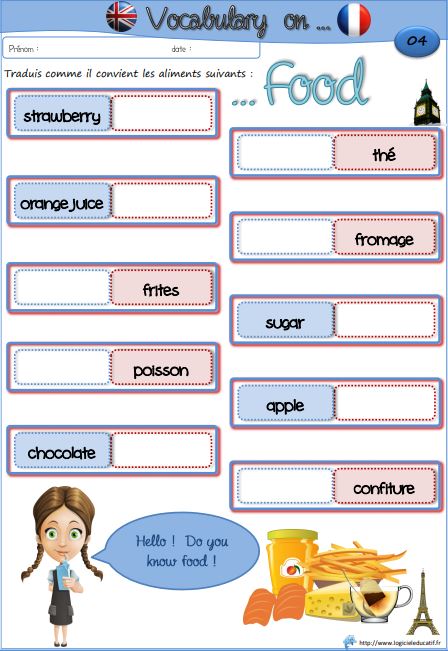 Vocabulary on ...
04
Prénom :
date :
Traduis comme il convient les aliments suivants :
... Food
strawberry
thé
orange juice
fromage
frites
sugar
poisson
apple
chocolate
confiture
Hello ! Do you
know food !
http://www.logicieleducatif.fr